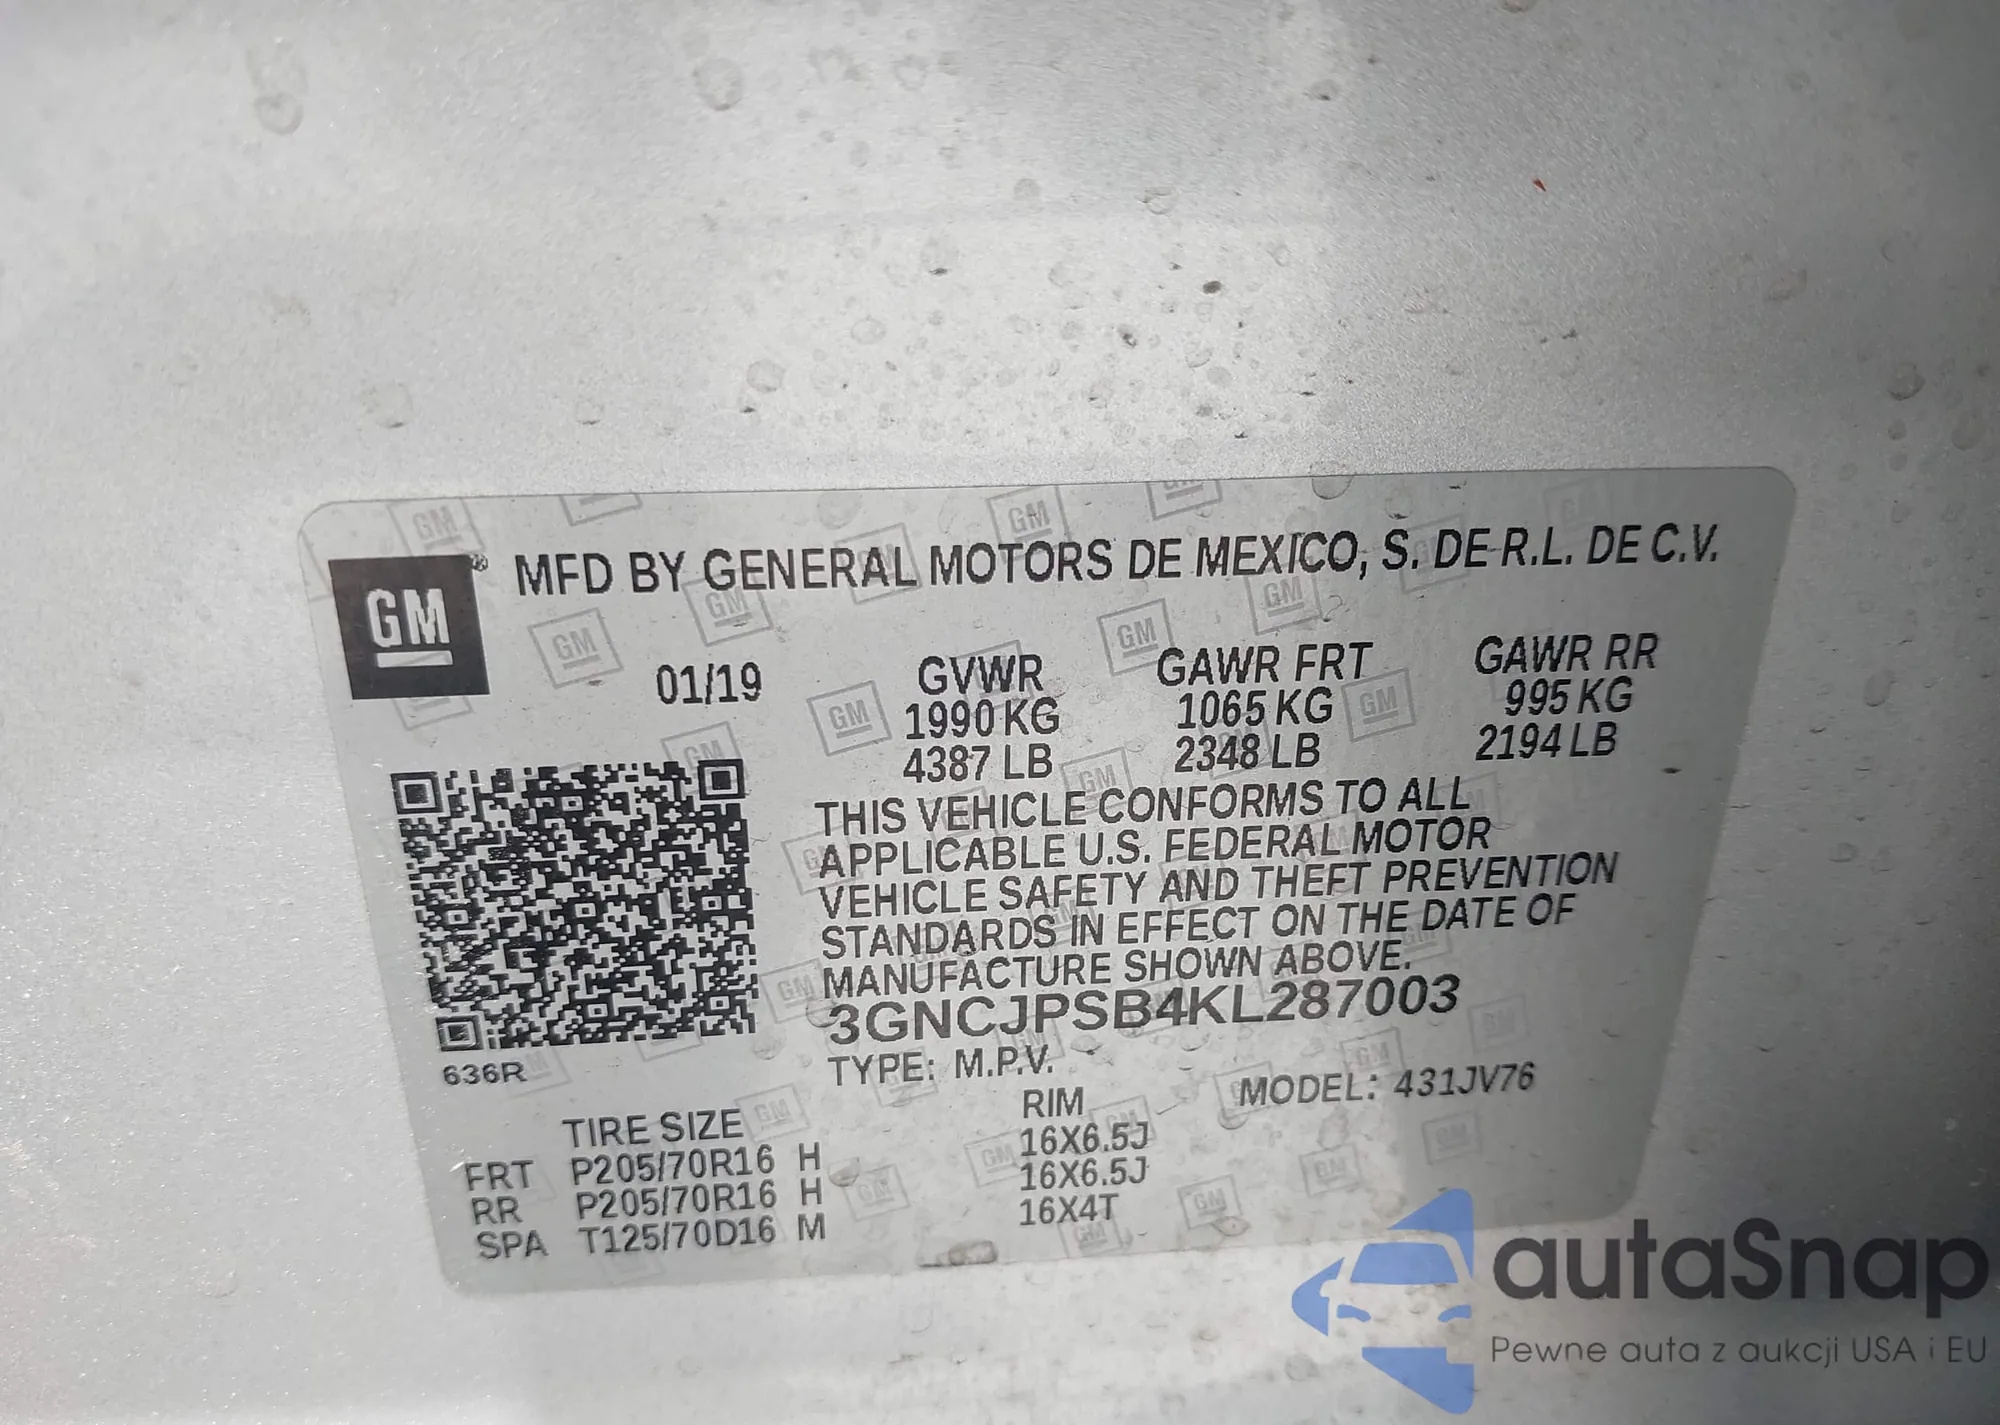 GM
MFD BY GENERAL MOTORS DE MEXICO, S. DE R.L. DE C.V.
01/19 GVWR GAWR FRT GAWR RR
1990 KG 1065 KG 995 KG
4387 LB 2348 LB 2194 LB
THIS VEHICLE CONFORMS TO ALL
APPLICABLE U.S. FEDERAL MOTOR
VEHICLE SAFETY AND THEFT PREVENTION
STANDARDS IN EFFECT ON THE DATE OF
MANUFACTURE SHOWN ABOVE.
3GNCJPSB4KL287003
636R
TYPE: M.P.V. MODEL: 431JV76
TIRE SIZE RIM
FRT P205/70R16 H 16X6.5J
RR P205/70R16 H 16X6.5J
SPA T125/70D16 M 16X4T
autaSnap
Pewne auta z aukcji USA i EU